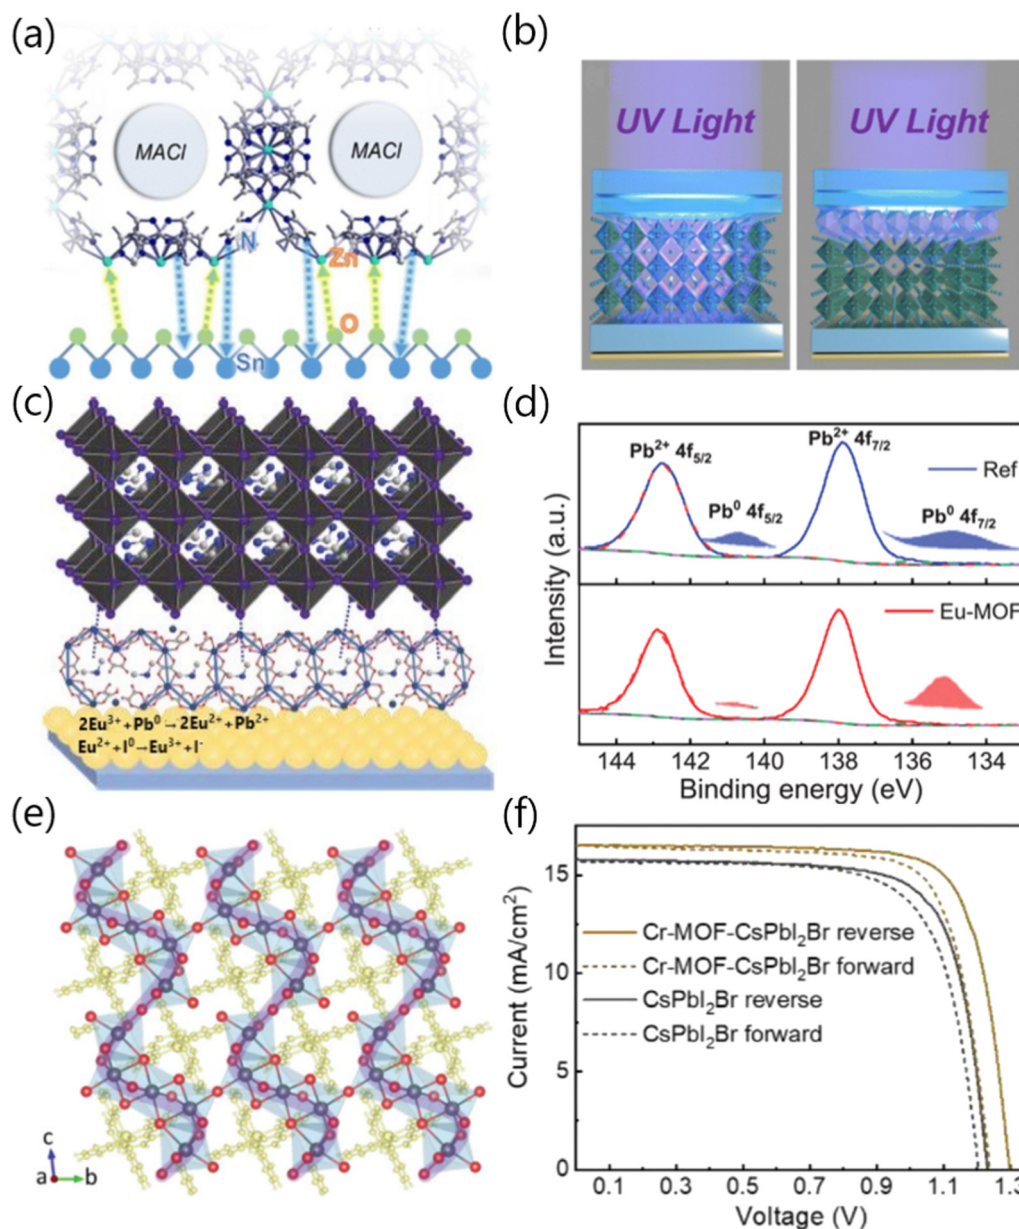 (a)
MACl
MACl
N
Zn
O
Sn
(b)
UV Light
UV Light
(c)
2Eu³⁺+Pb⁰→2Eu²⁺+Pb²⁺
Eu²⁺+I⁰→Eu³⁺+I⁻
(d)
Pb²⁺ 4f₅/₂
Pb²⁺ 4f₇/₂
Ref
Pb⁰ 4f₅/₂
Pb⁰ 4f₇/₂
Eu-MOF
Intensity (a.u.)
144 142 140 138 136 134
Binding energy (eV)
(e)
c
a
b
(f)
15
10
5
0
Cr-MOF-CsPbI₂Br reverse
Cr-MOF-CsPbI₂Br forward
CsPbI₂Br reverse
CsPbI₂Br forward
Current (mA/cm²)
0.1 0.3 0.5 0.7 0.9 1.1 1.3
Voltage (V)